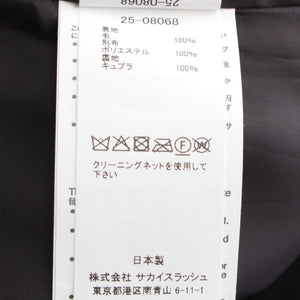 25-08068
25-08068
表地
毛 100%
別布
ポリエステル 100%
裏地
キュプラ 100%
クリーニングネットを使用し
て下さい
日本製
株式会社 サカイスラッシュ
東京都港区南青山 6-11-1